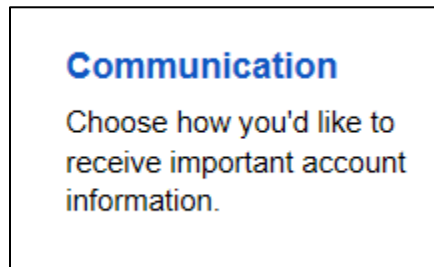 Communication
Choose how you'd like to
receive important account
information.